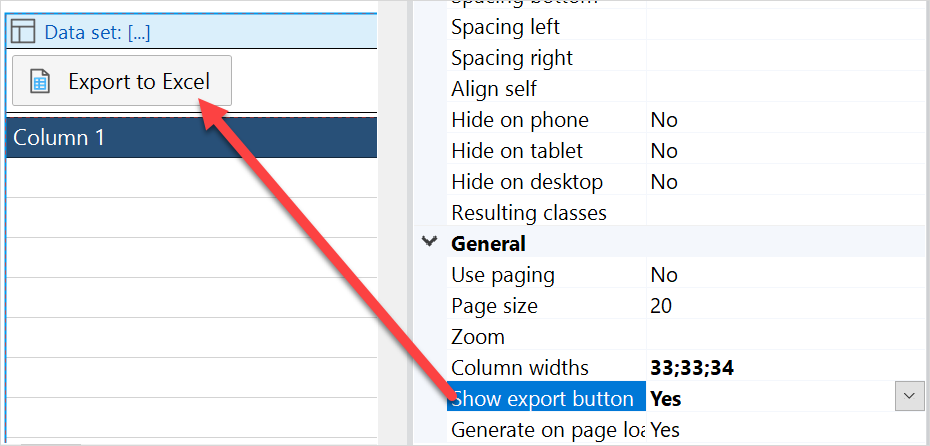 Data set: [...]
Export to Excel
Column 1
Spacing bottom
Spacing left
Spacing right
Align self
Hide on phone No
Hide on tablet No
Hide on desktop No
Resulting classes
General
Use paging No
Page size 20
Zoom
Column widths 33;33;34
Show export button Yes
Generate on page loa Yes